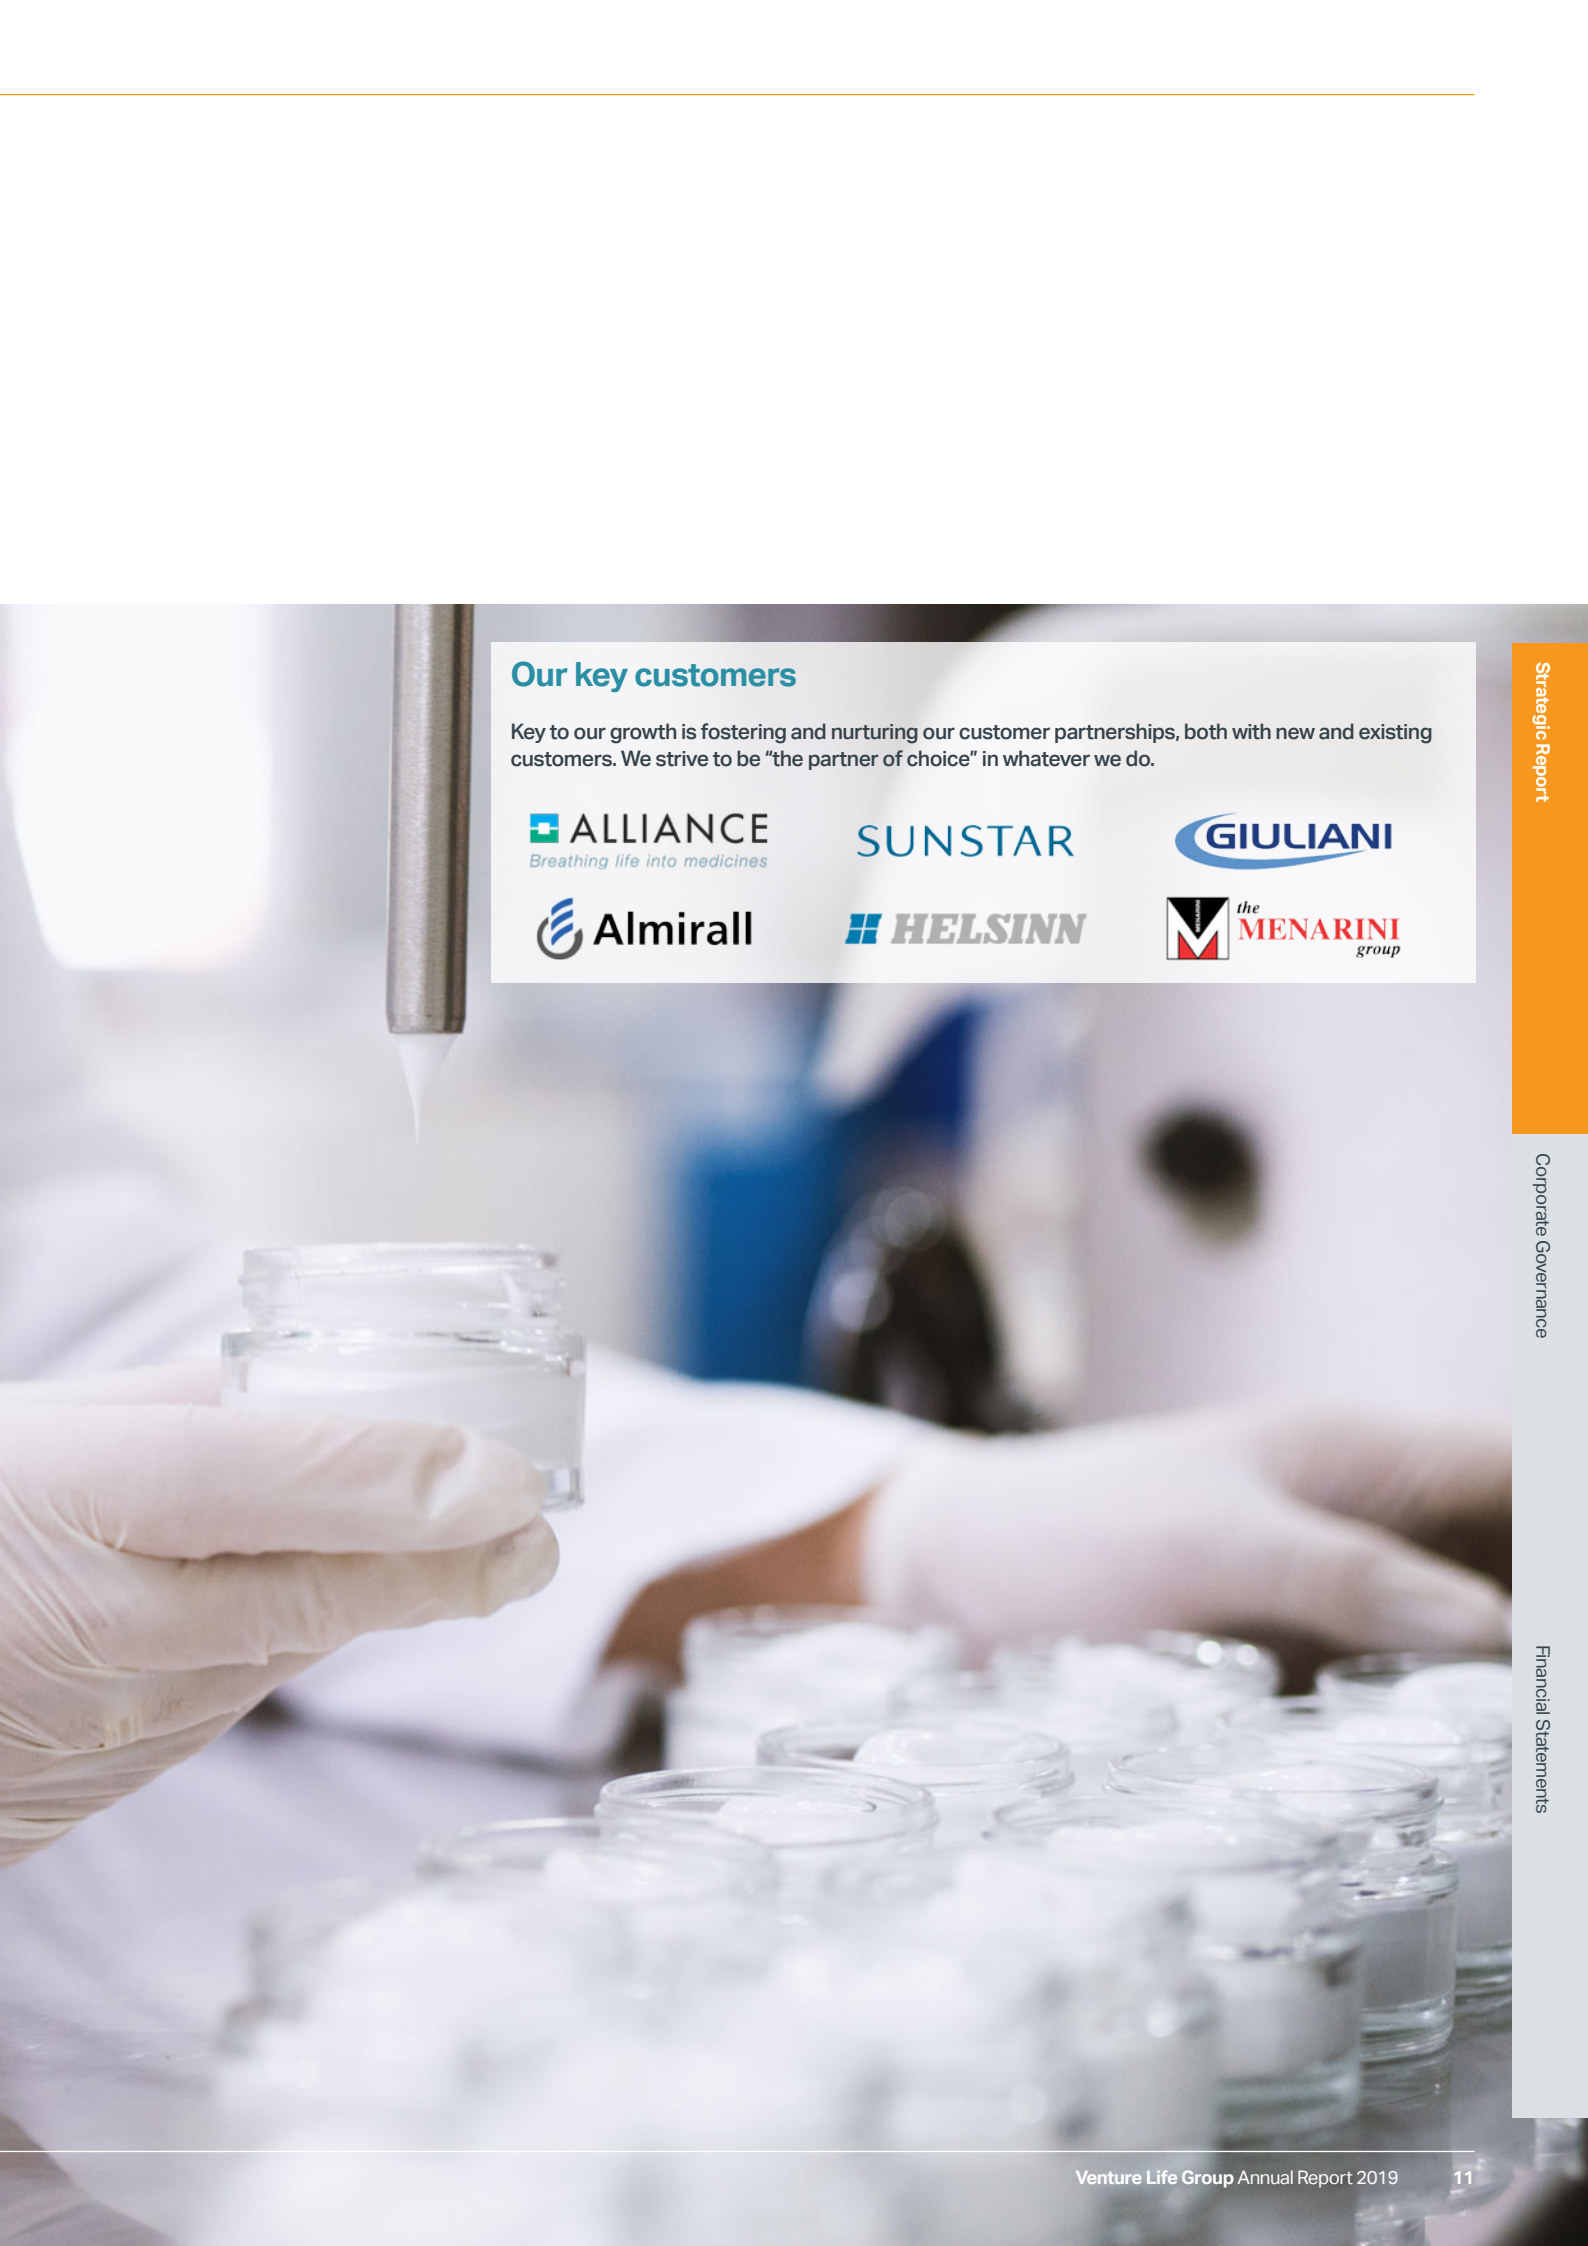 Our key customers
Key to our growth is fostering and nurturing our customer partnerships, both with new and existing
customers. We strive to be “the partner of choice” in whatever we do.
ALLIANCE
Breathing life into medicines
SUNSTAR
GIULIANI
Almirall
HELSINN
MENARINI
the
MENARINI
group
Strategic Report
Corporate Governance
Financial Statements
Venture Life Group Annual Report 2019 11